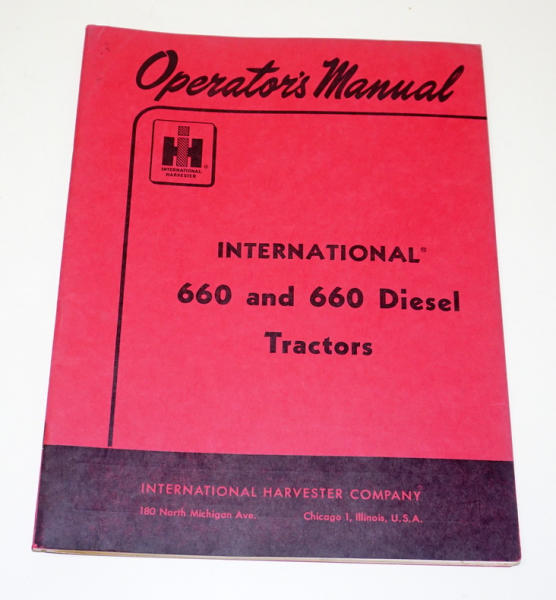 Operator's Manual
IH
INTERNATIONAL
HARVESTER
®
INTERNATIONAL®
660 and 660 Diesel
Tractors
INTERNATIONAL HARVESTER COMPANY
180 North Michigan Ave. Chicago 1, Illinois, U.S.A.